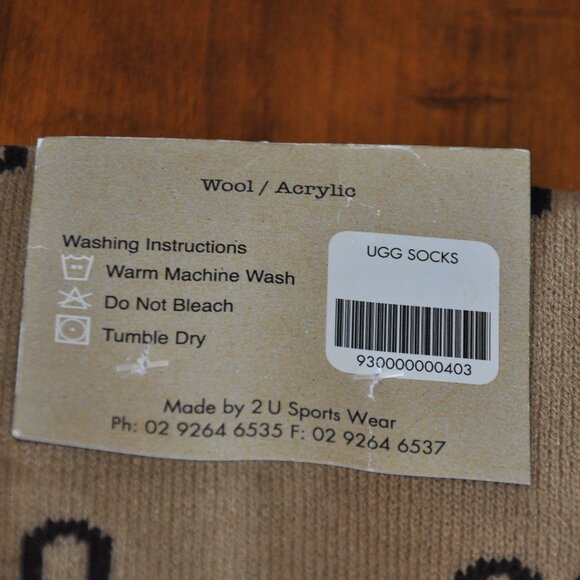 Wool / Acrylic
Washing Instructions
Warm Machine Wash
Do Not Bleach
Tumble Dry
UGG SOCKS
930000000403
Made by 2 U Sports Wear
Ph: 02 9264 6535 F: 02 9264 6537